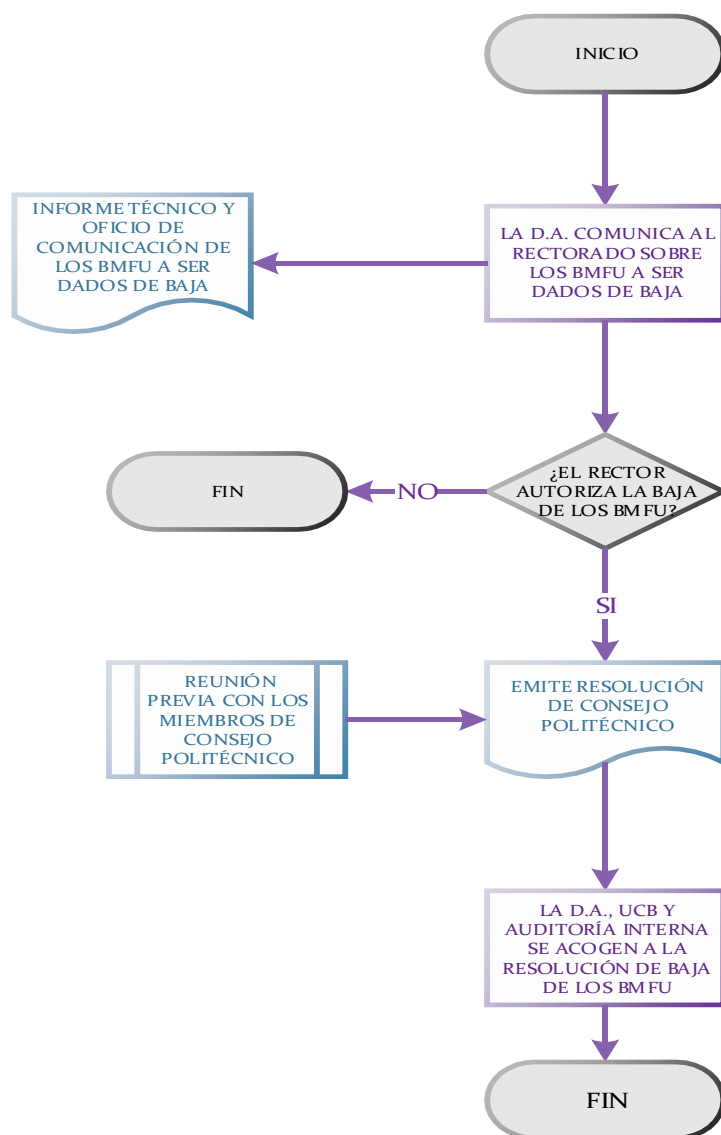 INICIO
INFORME TÉCNICO Y
OFICIO DE
COMUNICACIÓN DE
LOS BMFU A SER
DADOS DE BAJA
LA D.A. COMUNICA AL
RECTORADO SOBRE
LOS BMFU A SER
DADOS DE BAJA
¿EL RECTOR
AUTORIZA LA BAJA
DE LOS BMFU?
NO
FIN
SI
REUNIÓN
PREVIA CON LOS
MIEMBROS DE
CONSEJO
POLITÉCNICO
EMITE RESOLUCIÓN
DE CONSEJO
POLITÉCNICO
LA D.A., UCB Y
AUDITORÍA INTERNA
SE ACOGEN A LA
RESOLUCIÓN DE BAJA
DE LOS BMFU
FIN